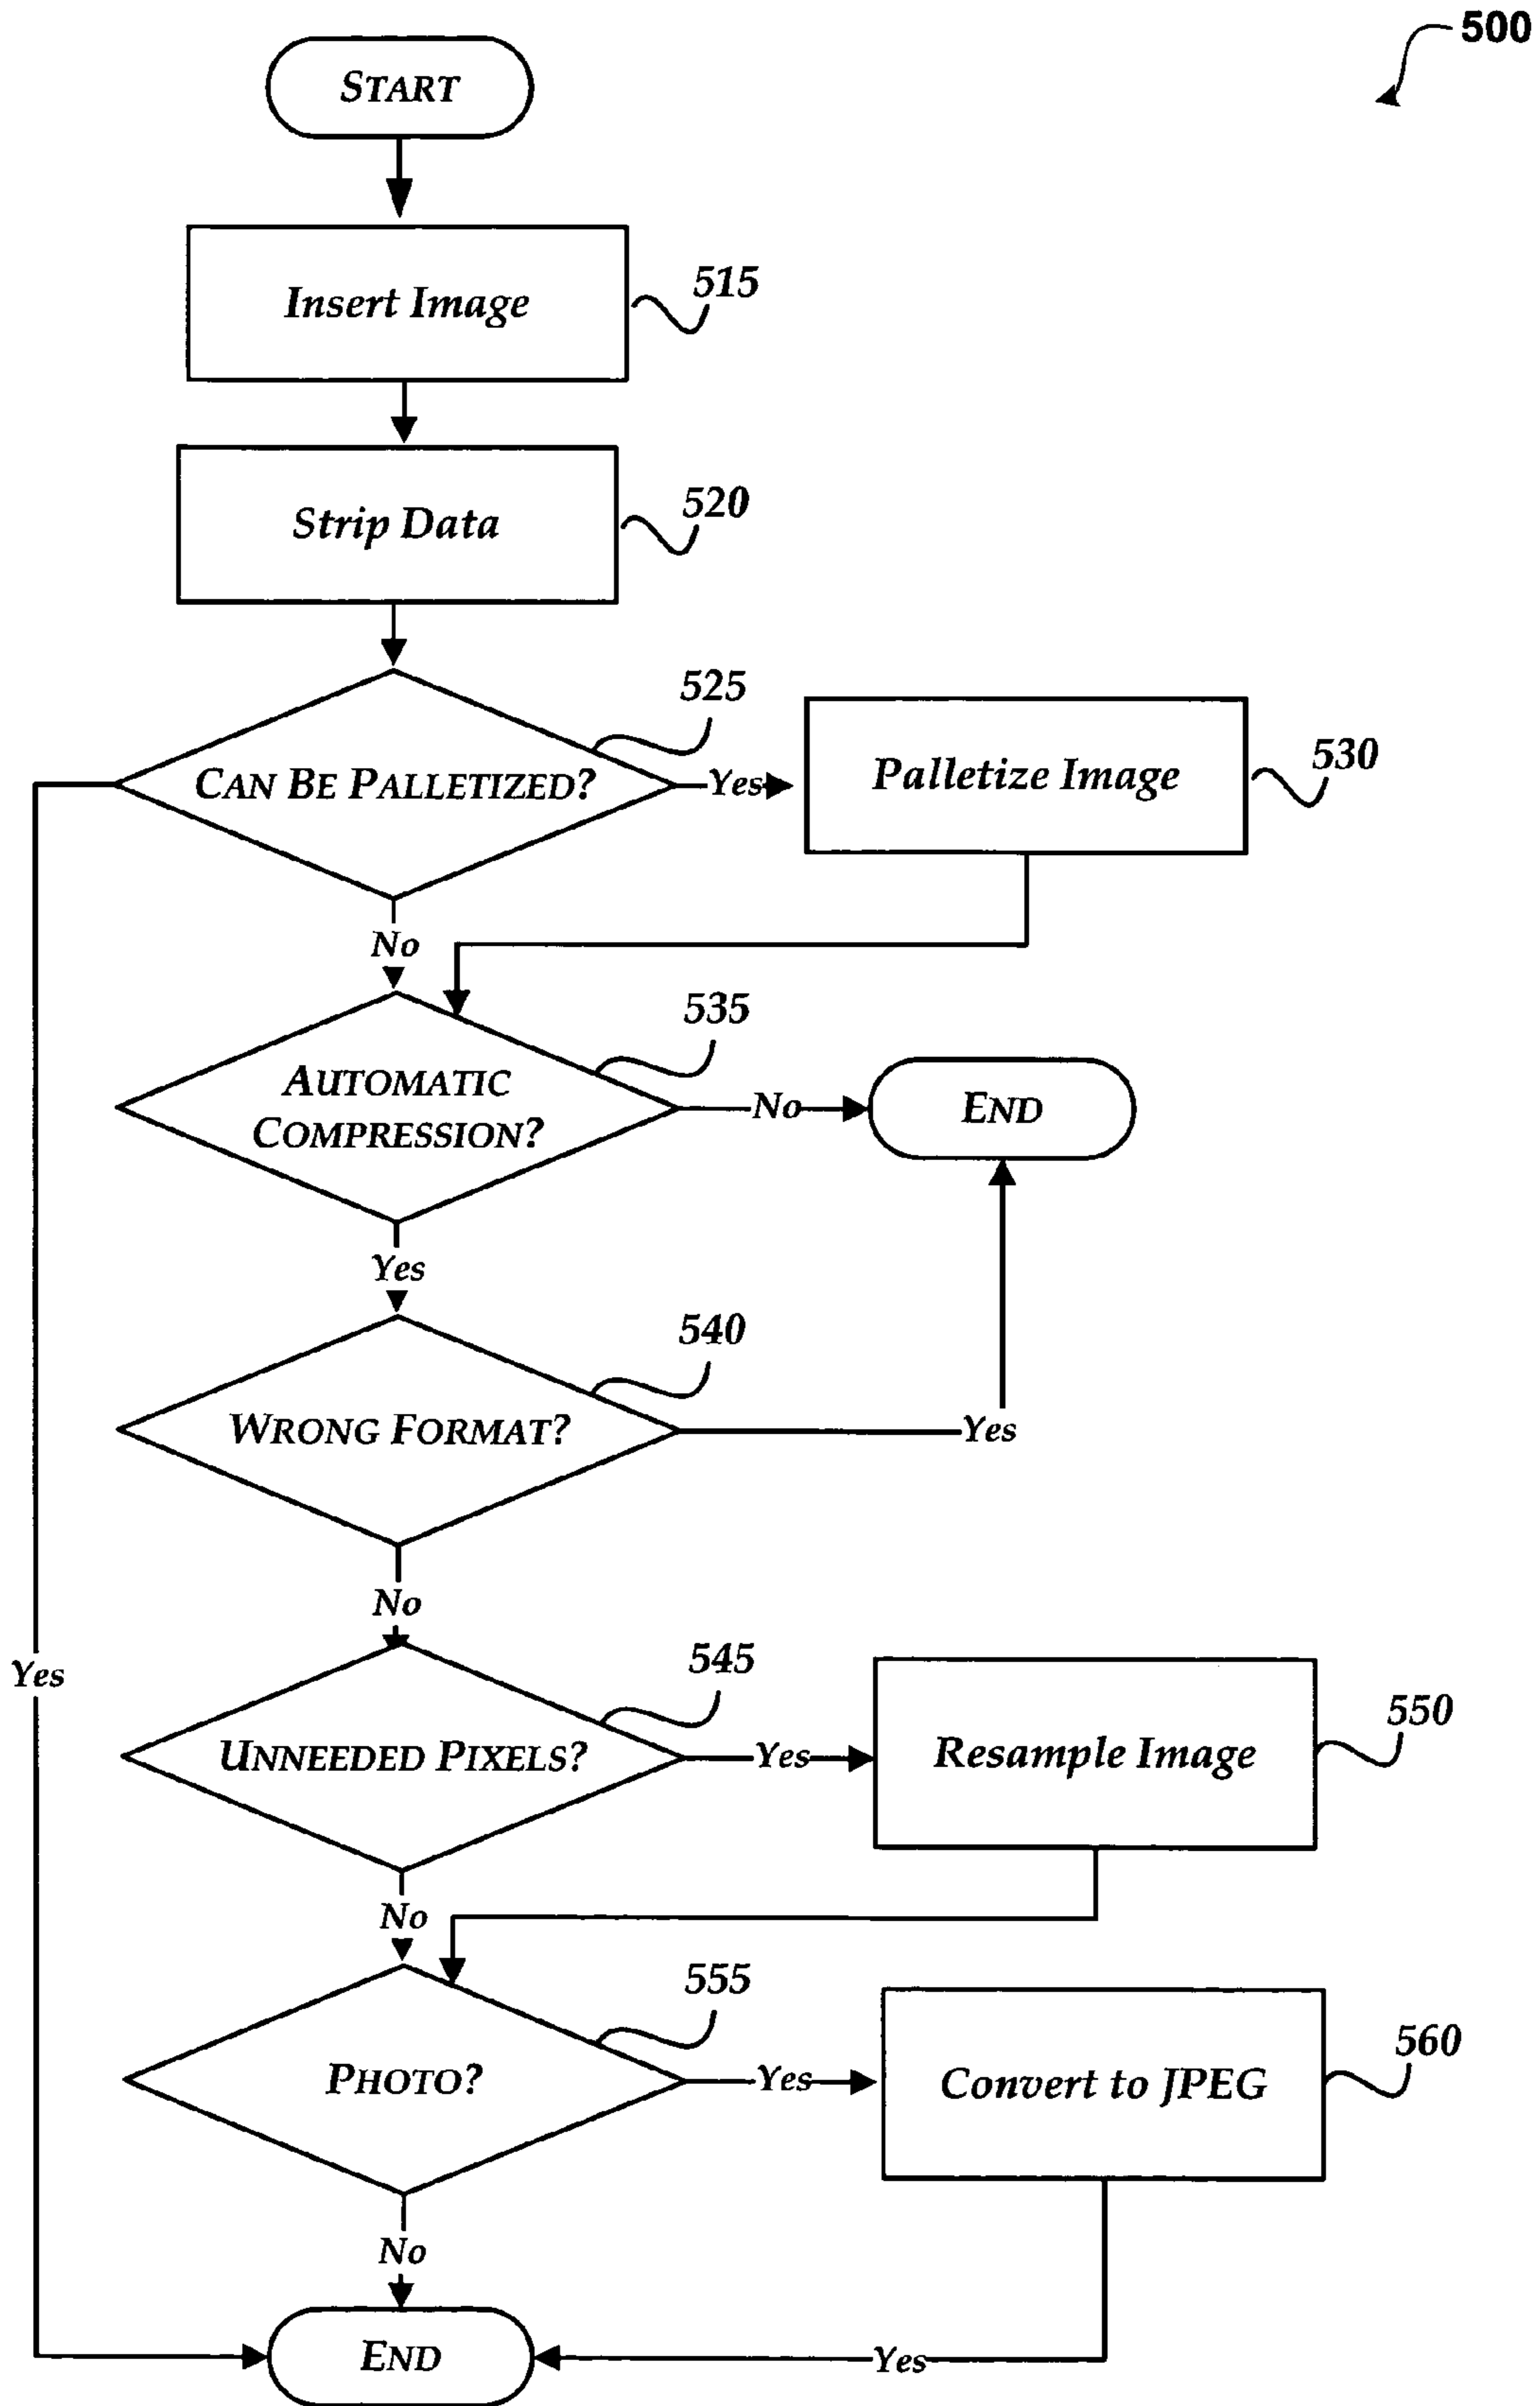 500
START
Insert Image
515
Strip Data
520
525
CAN BE PALLETIZED?
Yes
Palletize Image
530
No
535
AUTOMATIC
COMPRESSION?
No
END
Yes
540
WRONG FORMAT?
Yes
No
Yes
545
UNNEEDED PIXELS?
Yes
Resample Image
550
No
555
PHOTO?
Yes
Convert to JPEG
560
No
END
Yes